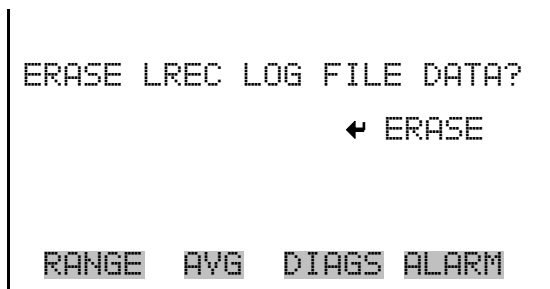 ERASE LREC LOG FILE DATA?
↵ ERASE
RANGE AVG DIAGS ALARM